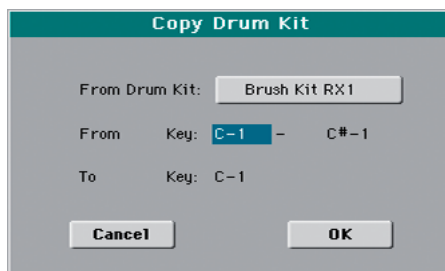 Copy Drum Kit
From Drum Kit: Brush Kit RX1
From Key: C-1 - C#-1
To Key: C-1
Cancel OK